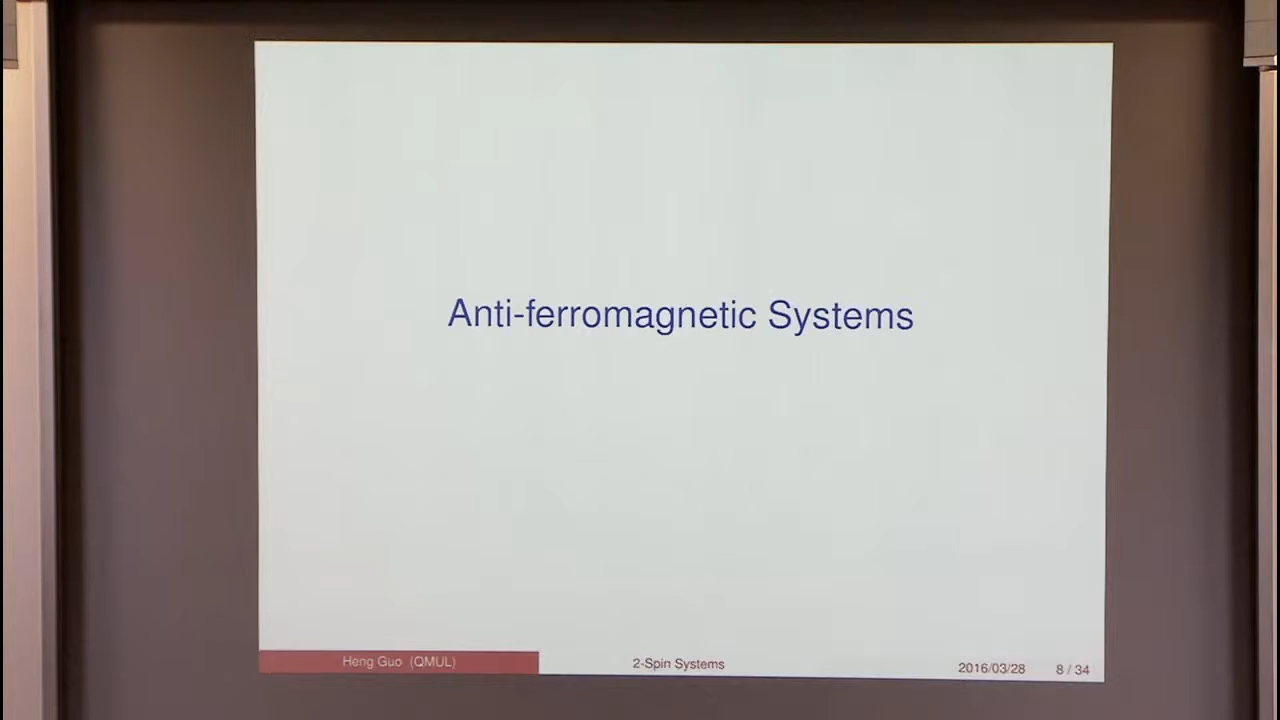 Anti-ferromagnetic Systems
Heng Guo (QMUL)
2-Spin Systems
2016/03/28
8 / 34